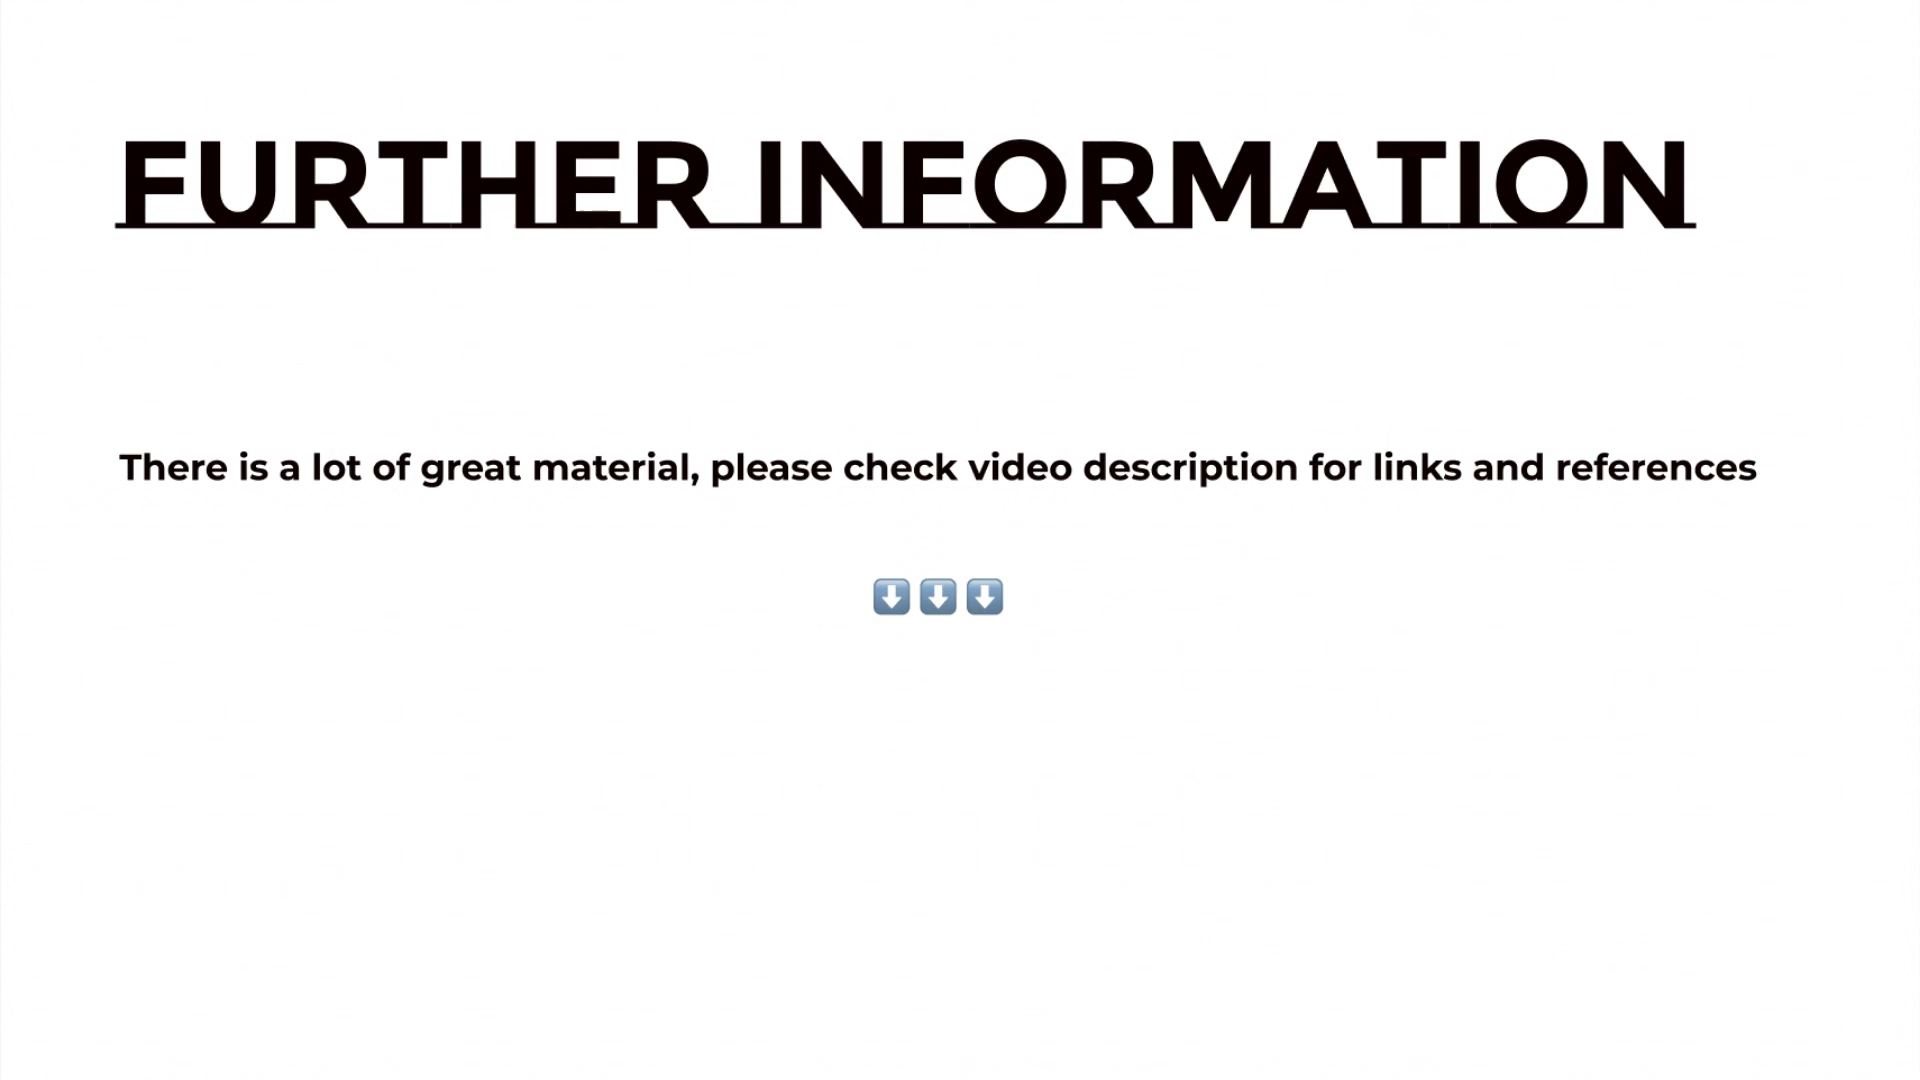 FURTHER INFORMATION
There is a lot of great material, please check video description for links and references
⬇️⬇️⬇️